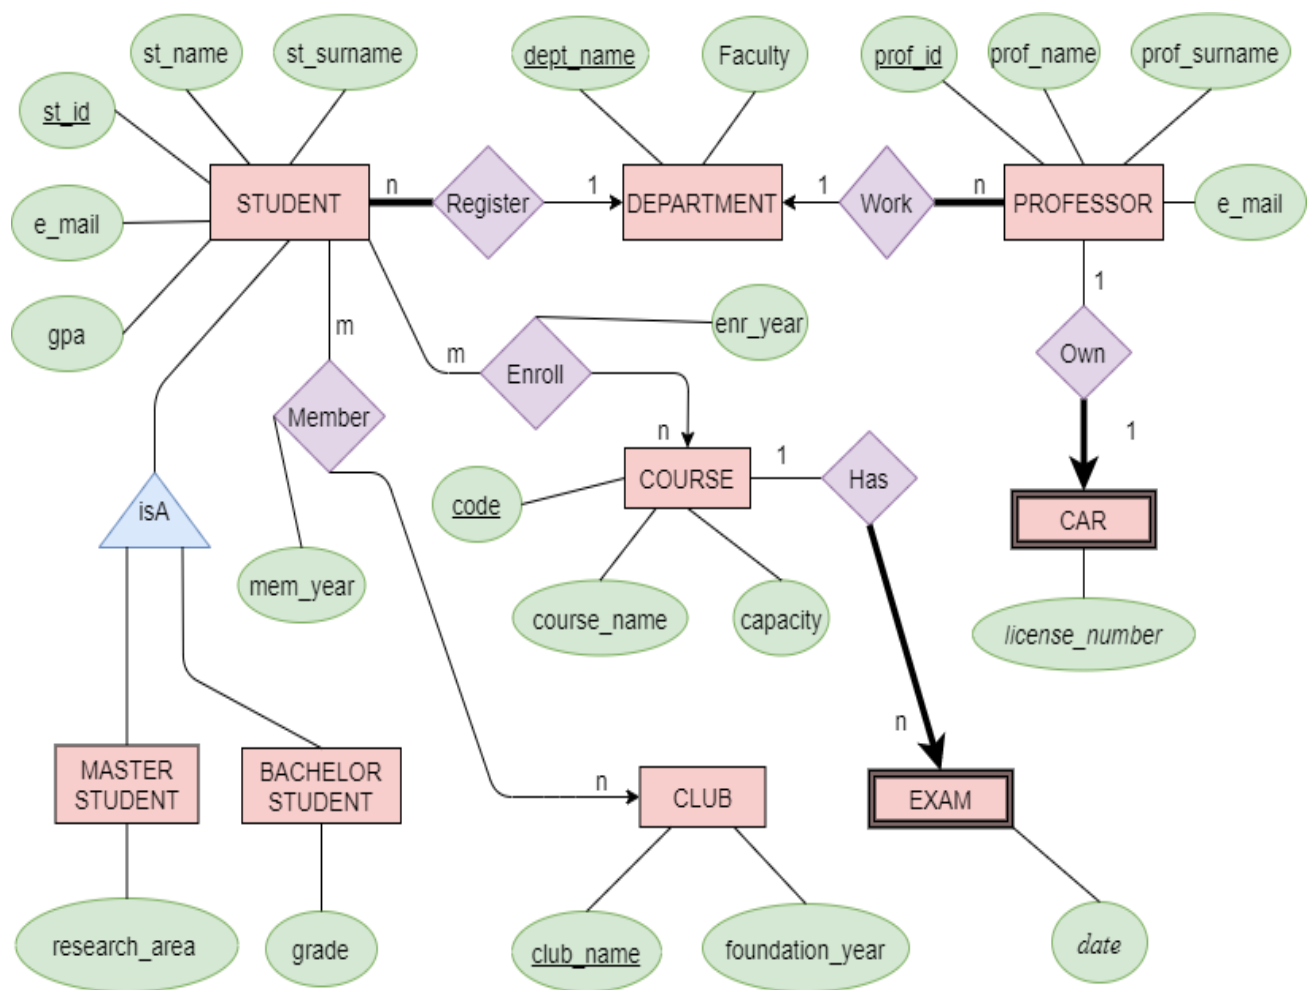 st_name
st_surname
dept_name
Faculty
prof_id
prof_name
prof_surname
st_id
STUDENT
n
Register
1
DEPARTMENT
1
Work
n
PROFESSOR
e_mail
e_mail
gpa
m
m
Enroll
enr_year
1
Own
1
Member
n
COURSE
1
Has
code
isA
CAR
mem_year
course_name
capacity
license_number
n
MASTER
STUDENT
BACHELOR
STUDENT
n
CLUB
EXAM
research_area
grade
club_name
foundation_year
date